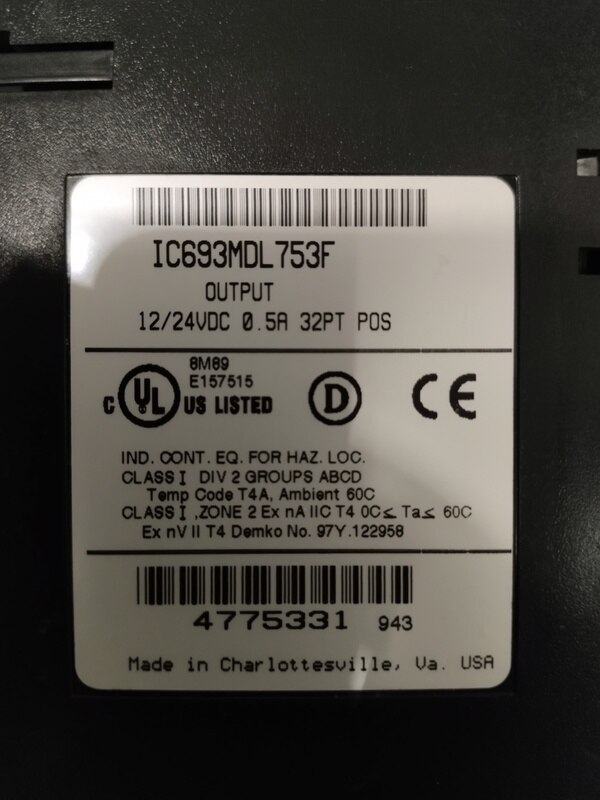 IC693MDL753F
OUTPUT
12/24VDC 0.5A 32PT POS
8M89
E157515
C UL US LISTED
D
CE
IND. CONT. EQ. FOR HAZ. LOC.
CLASS I DIV 2 GROUPS ABCD
Temp Code T4A, Ambient 60C
CLASS I ,ZONE 2 Ex nA IIC T4 0C≤ Ta≤ 60C
Ex nV II T4 Demko No. 97Y.122958
4775331 943
Made in Charlottesville, Va. USA